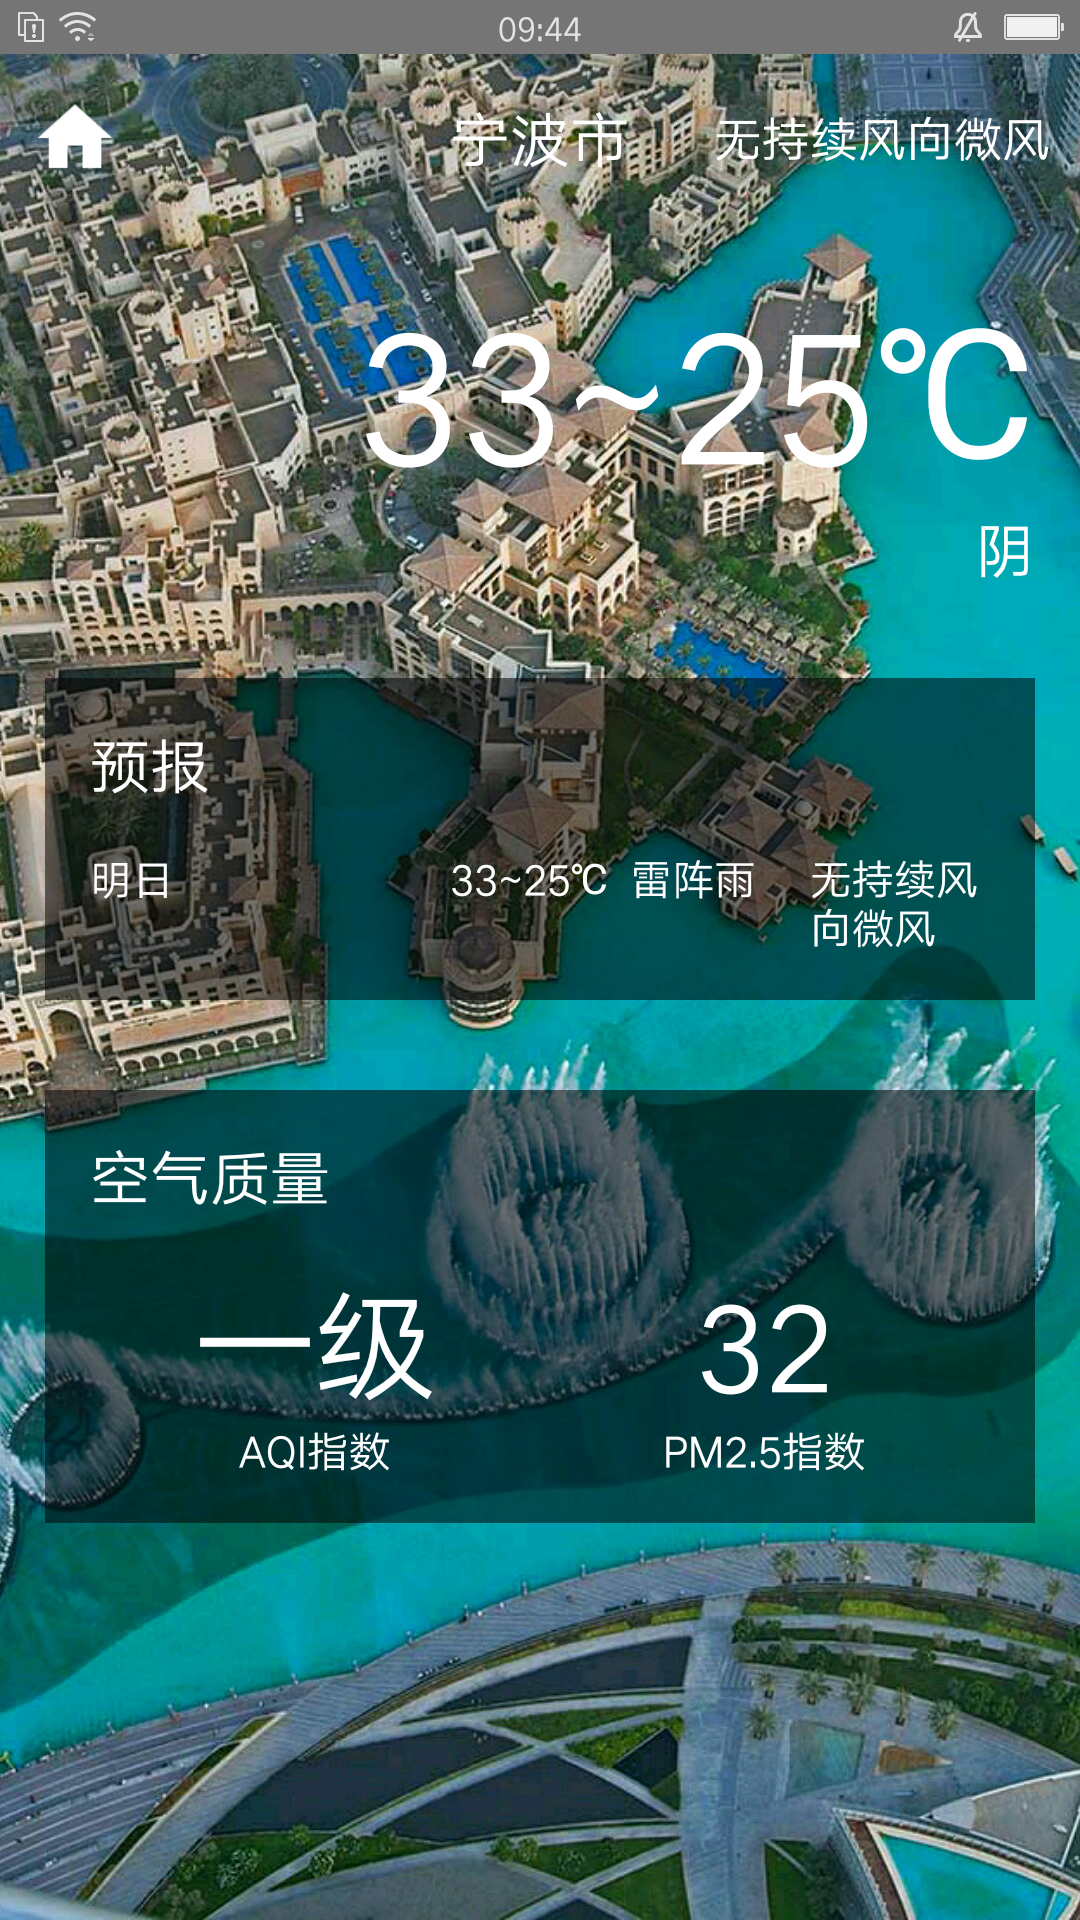 09:44
宁波市
无持续风向微风
33~25℃
阴
预报
明日 33~25℃ 雷阵雨 无持续风
向微风
空气质量
一级 32
AQI指数 PM2.5指数